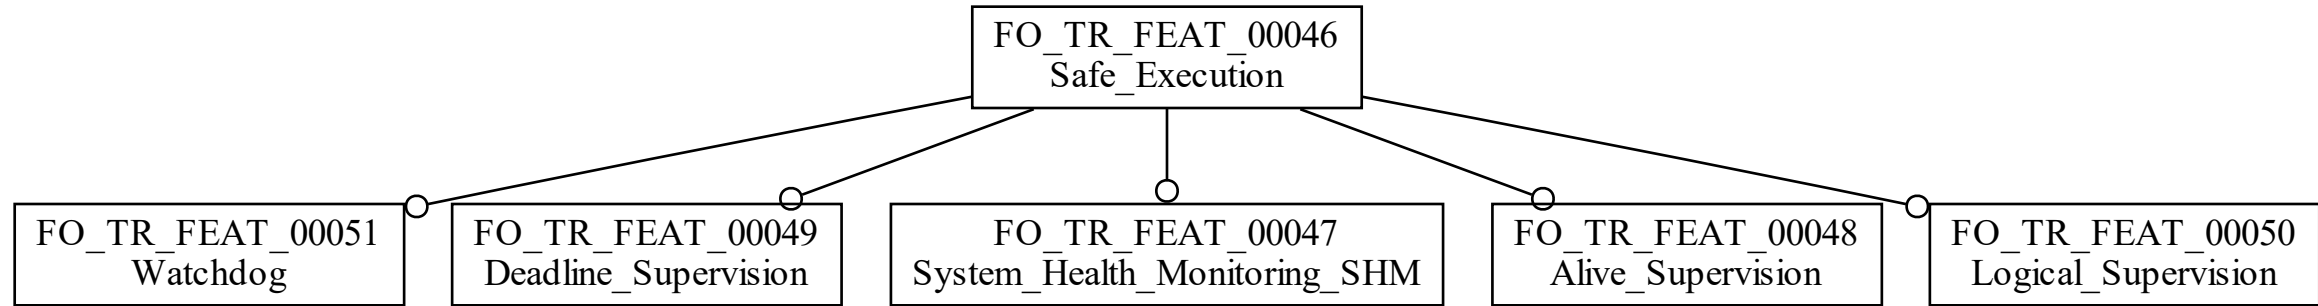 FO_TR_FEAT_00046
Safe_Execution
FO_TR_FEAT_00051
Watchdog
FO_TR_FEAT_00049
Deadline_Supervision
FO_TR_FEAT_00047
System_Health_Monitoring_SHM
FO_TR_FEAT_00048
Alive_Supervision
FO_TR_FEAT_00050
Logical_Supervision